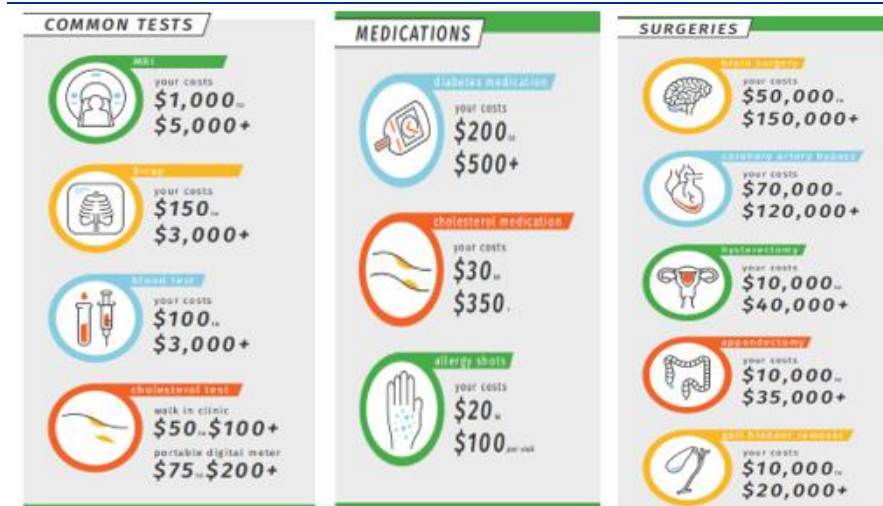 COMMON TESTS
MRI
your costs
$1,000 to
$5,000+
X-ray
your costs
$150 to
$3,000+
blood test
your costs
$100 to
$3,000+
cholesterol test
walk in clinic
$50 to $100+
portable digital meter
$75 to $200+
MEDICATIONS
diabetes medication
your costs
$200 to
$500+
cholesterol medication
your costs
$30 to
$350
allergy shots
your costs
$20 to
$100 per visit
SURGERIES
brain surgery
your costs
$50,000 to
$150,000+
coronary artery bypass
your costs
$70,000 to
$120,000+
hysterectomy
your costs
$10,000 to
$40,000+
appendectomy
your costs
$10,000 to
$35,000+
gall bladder removal
your costs
$10,000 to
$20,000+